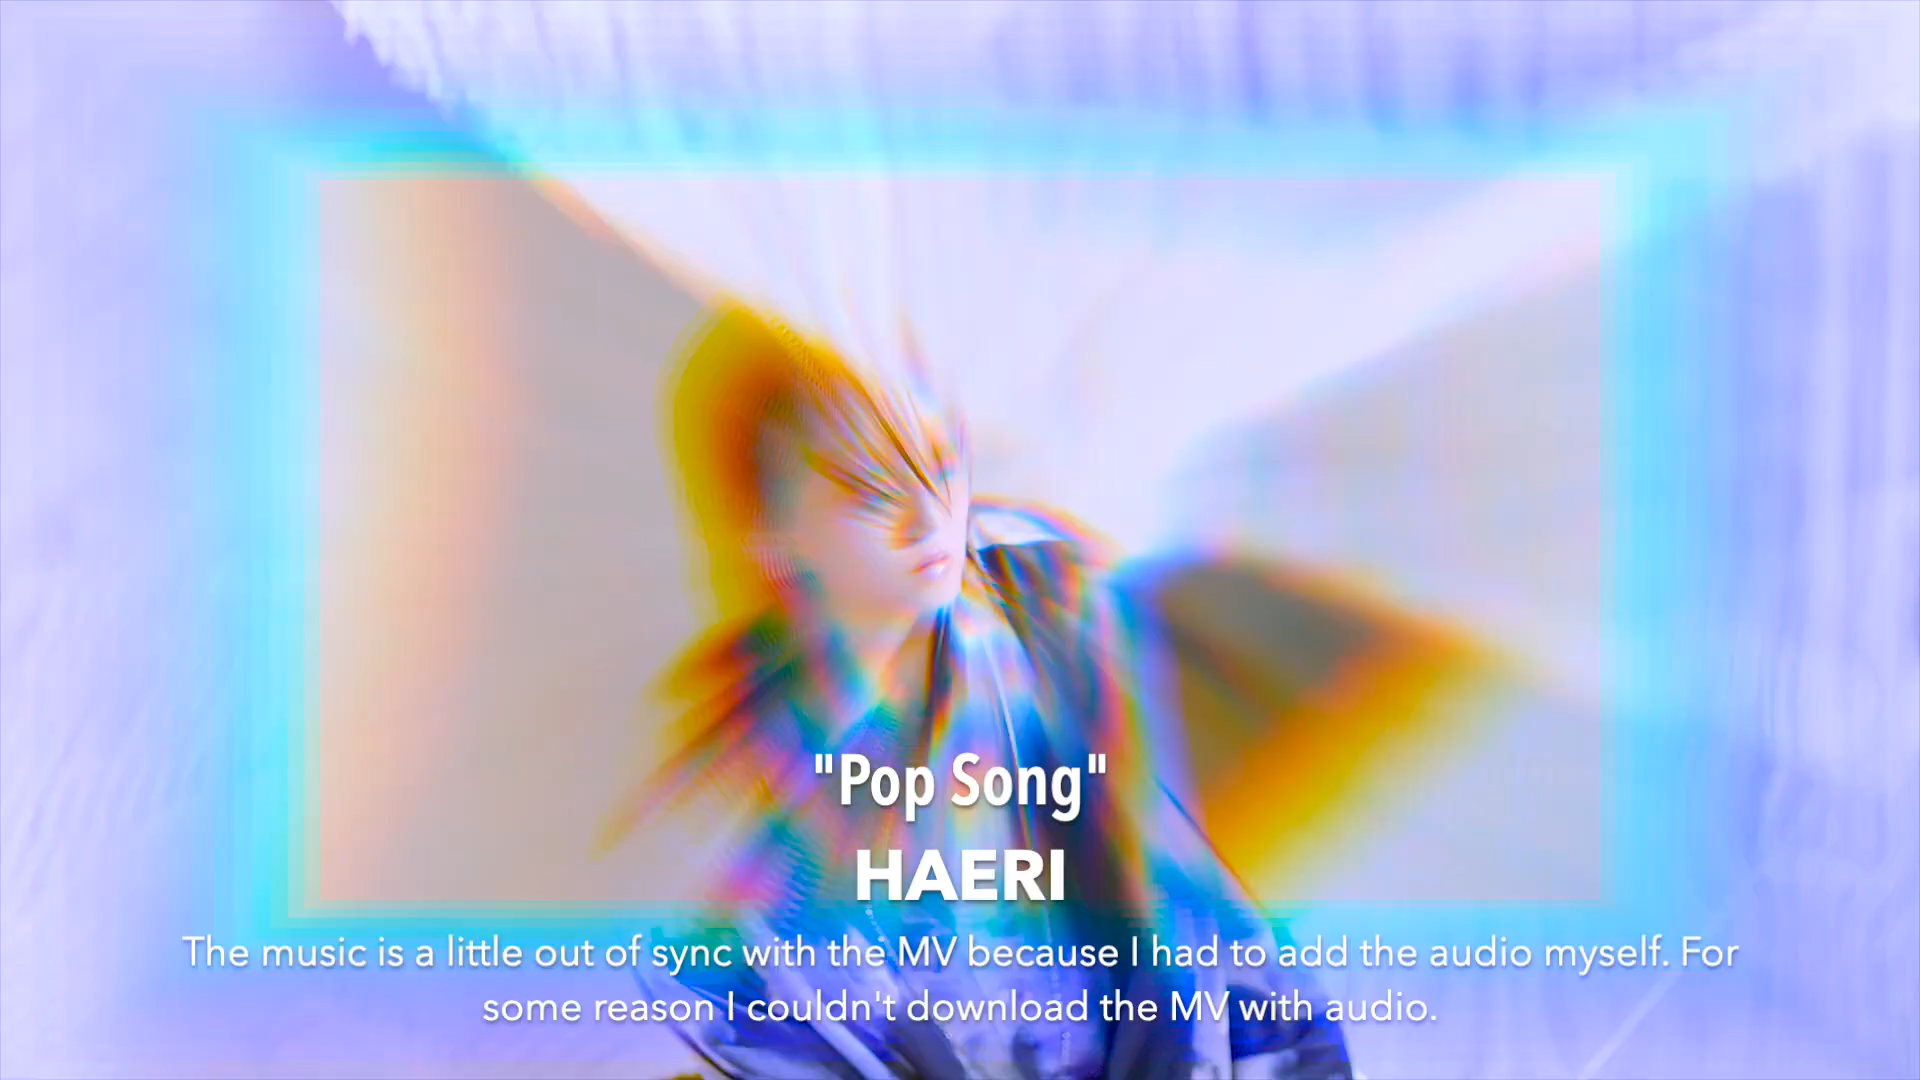 "Pop Song"
HAERI
The music is a little out of sync with the MV because I had to add the audio myself. For
some reason I couldn't download the MV with audio.